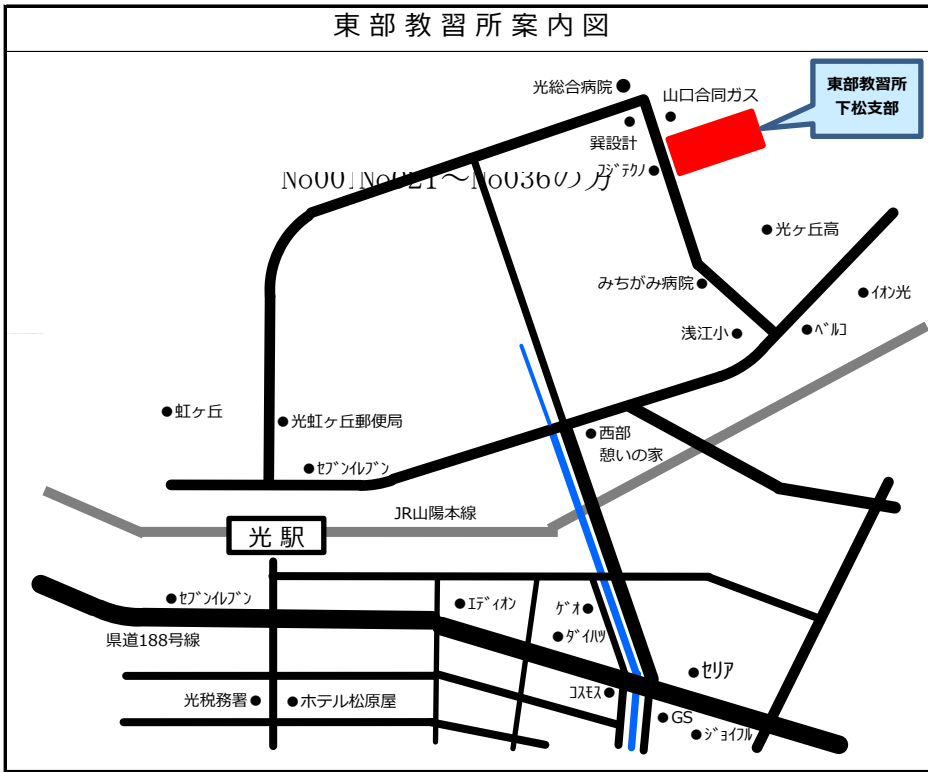 東部教習所案内図
東部教習所
下松支部
光総合病院
山口合同ガス
巽設計
フジテクノ
光ヶ丘高
みちがみ病院
イオン光
浅江小
ベルコ
虹ヶ丘
光虹ヶ丘郵便局
西部
憩いの家
セブンイレブン
JR山陽本線
光駅
セブンイレブン
エディオン
ゲオ
県道188号線
ダイハツ
セリア
光税務署
ホテル松原屋
コスモス
GS
ジョイフル